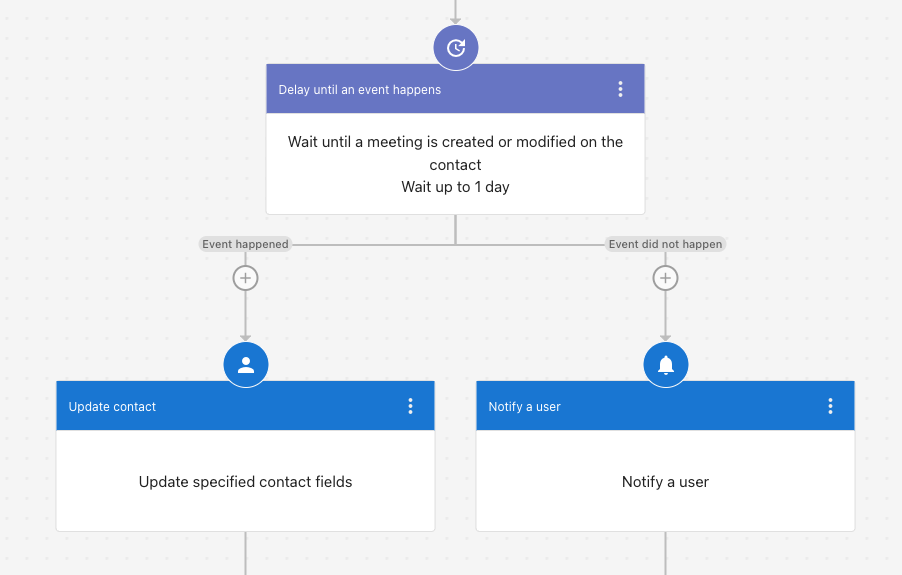 Delay until an event happens
Wait until a meeting is created or modified on the
contact
Wait up to 1 day
Event happened
Event did not happen
Update contact
Notify a user
Update specified contact fields
Notify a user